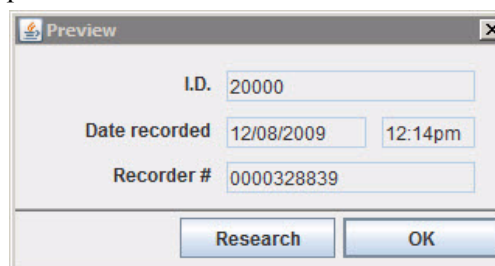 Preview
I.D. 20000
Date recorded 12/08/2009 12:14pm
Recorder # 0000328839
Research OK